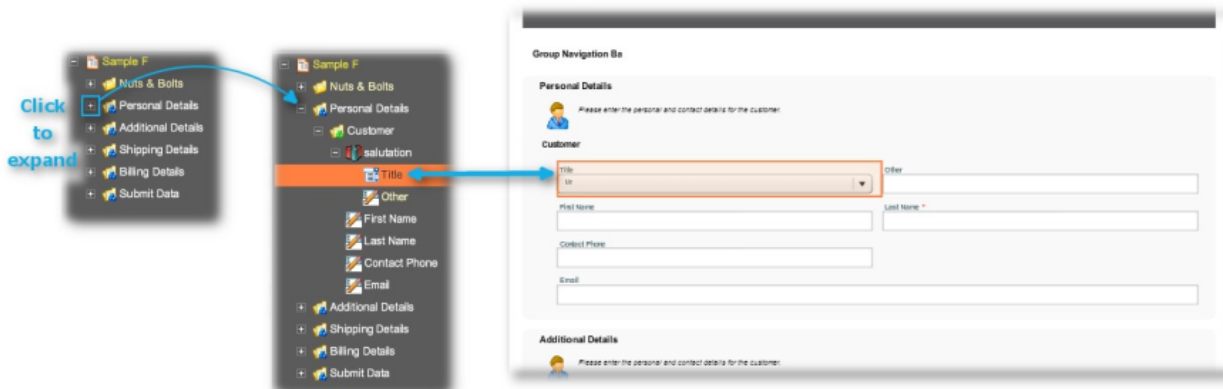 Sample F
Nuts & Bolts
Personal Details
Additional Details
Shipping Details
Billing Details
Submit Data
Click
to
expand
Sample F
Nuts & Bolts
Personal Details
Customer
salutation
Title
Other
First Name
Last Name
Contact Phone
Email
Additional Details
Shipping Details
Billing Details
Submit Data
Group Navigation Ba
Personal Details
Please enter the personal and contact details for the customer.
Customer
Title Other
First Name Last Name *
Contact Phone
Email
Additional Details
Please enter the personal and contact details for the customer.